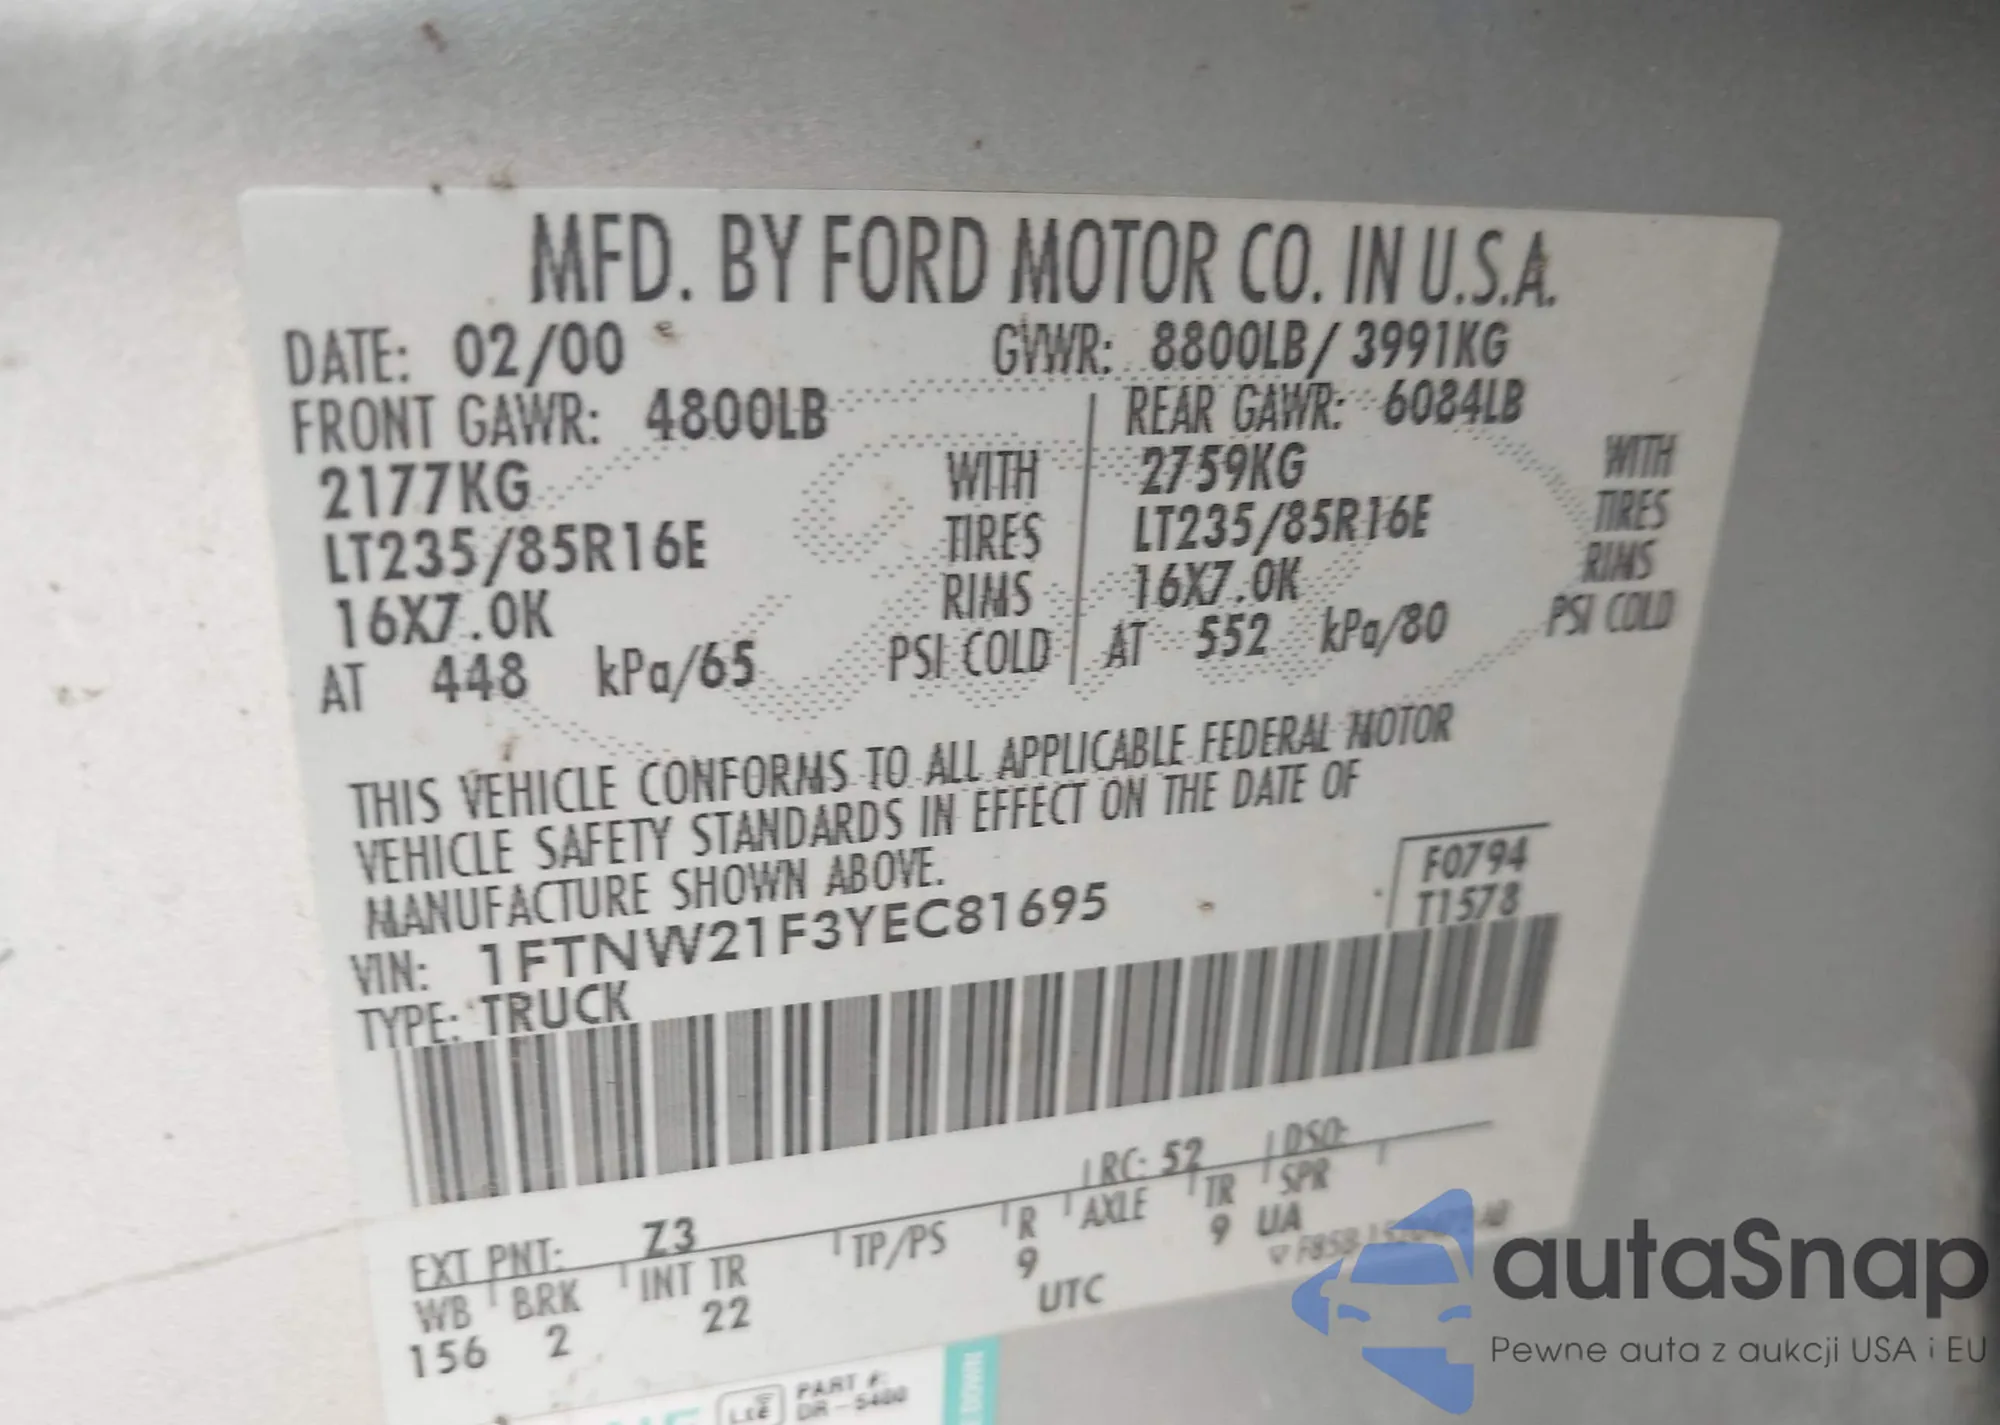 MFD. BY FORD MOTOR CO. IN U.S.A.
DATE: 02/00 GVWR: 8800LB/ 3991KG
FRONT GAWR: 4800LB REAR GAWR: 6084LB
2177KG WITH 2759KG WITH
LT235/85R16E TIRES LT235/85R16E TIRES
16X7.0K RIMS 16X7.0K RIMS
AT 448 kPa/65 PSI COLD AT 552 kPa/80 PSI COLD
THIS VEHICLE CONFORMS TO ALL APPLICABLE FEDERAL MOTOR
VEHICLE SAFETY STANDARDS IN EFFECT ON THE DATE OF
MANUFACTURE SHOWN ABOVE.
F0794
T1578
VIN: 1FTNW21F3YEC81695
TYPE: TRUCK
EXT PNT: Z3 RC: 52 DSO:
WB BRK INT TR TP/PS R AXLE TR SPR
156 2 22 9 9 UA
UTC
PART #:
LTE DR-5400
autaSnap
Pewne auta z aukcji USA i EU